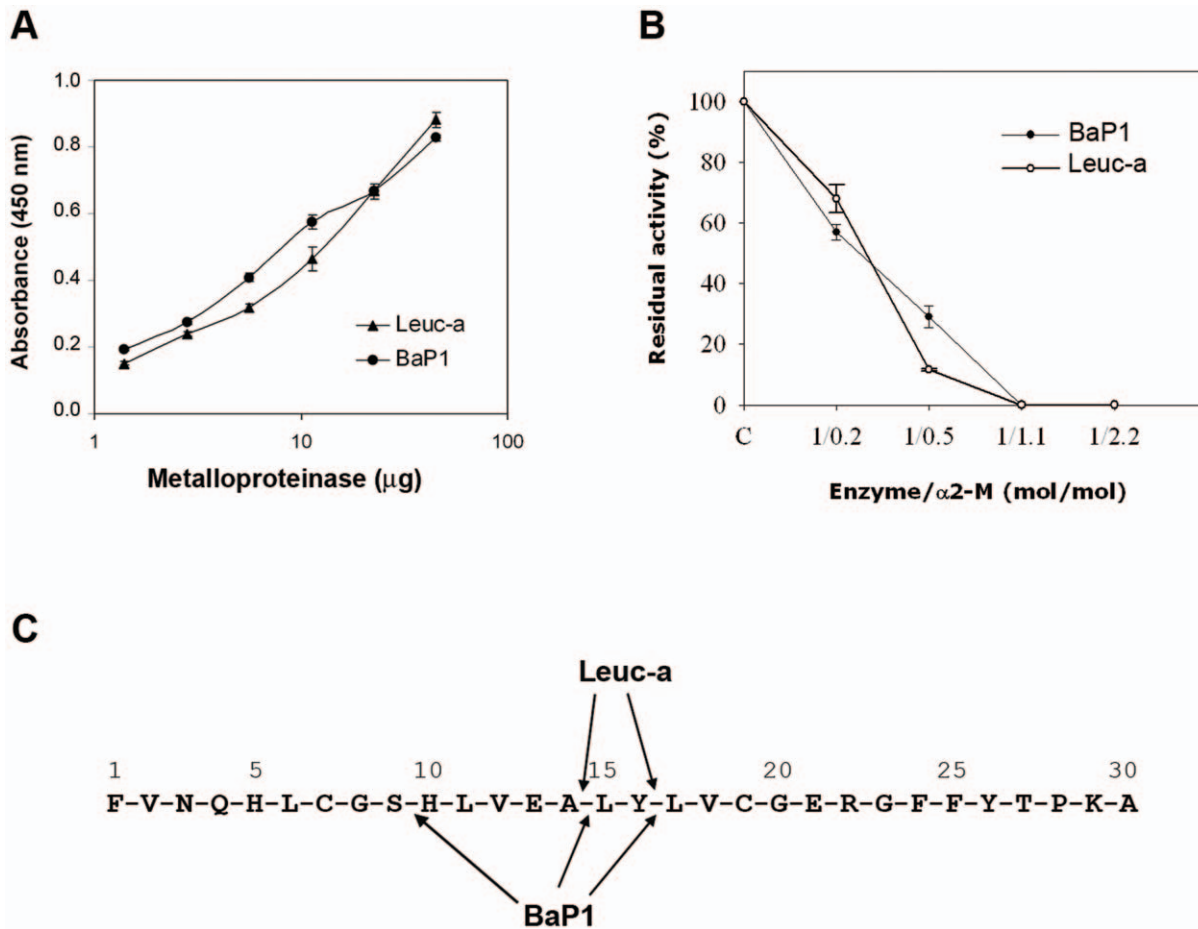 A
1.0
0.8
0.6
0.4
0.2
0.0
Absorbance (450 nm)
Leuc-a
BaP1
1 10 100
Metalloproteinase (μg)
B
100
80
60
40
20
0
Residual activity (%)
BaP1
Leuc-a
C 1/0.2 1/0.5 1/1.1 1/2.2
Enzyme/α2-M (mol/mol)
C
Leuc-a
1 5 10 15 20 25 30
F-V-N-Q-H-L-C-G-S-H-L-V-E-A-L-Y-L-V-C-G-E-R-G-F-F-Y-T-P-K-A
BaP1